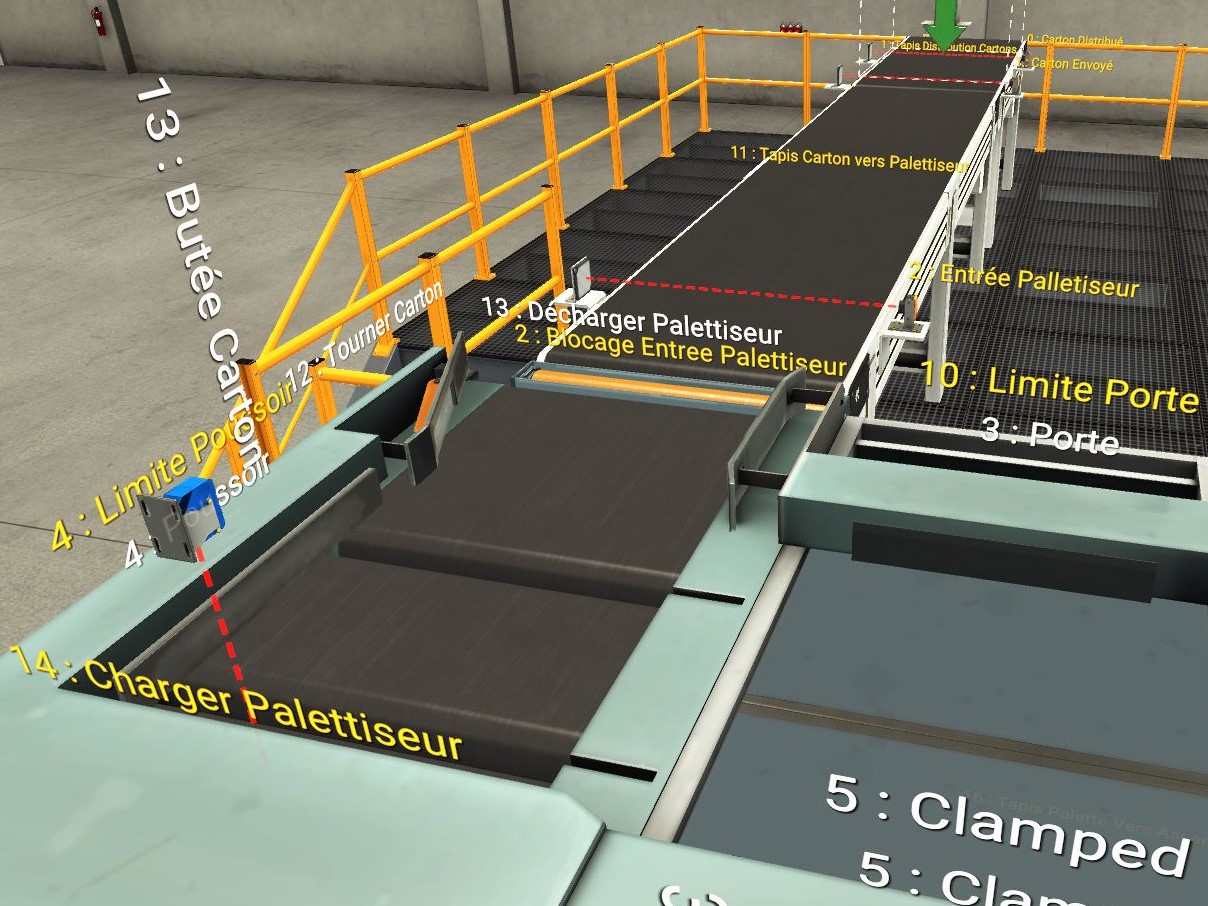 0 : Carton Distribué
1 : Tapis Distribution Cartons
Carton Envoyé
11 : Tapis Carton vers Palettiseur
2 : Entrée Palletiseur
13 : Butée Carton
12 : Tourner Carton
13 : Décharger Palettiseur
2 : Blocage Entree Palettiseur
10 : Limite Porte
3 : Porte
4 : Limite Poussoir
4 : Poussoir
14 : Charger Palettiseur
5 : Clamped
5 : Clam